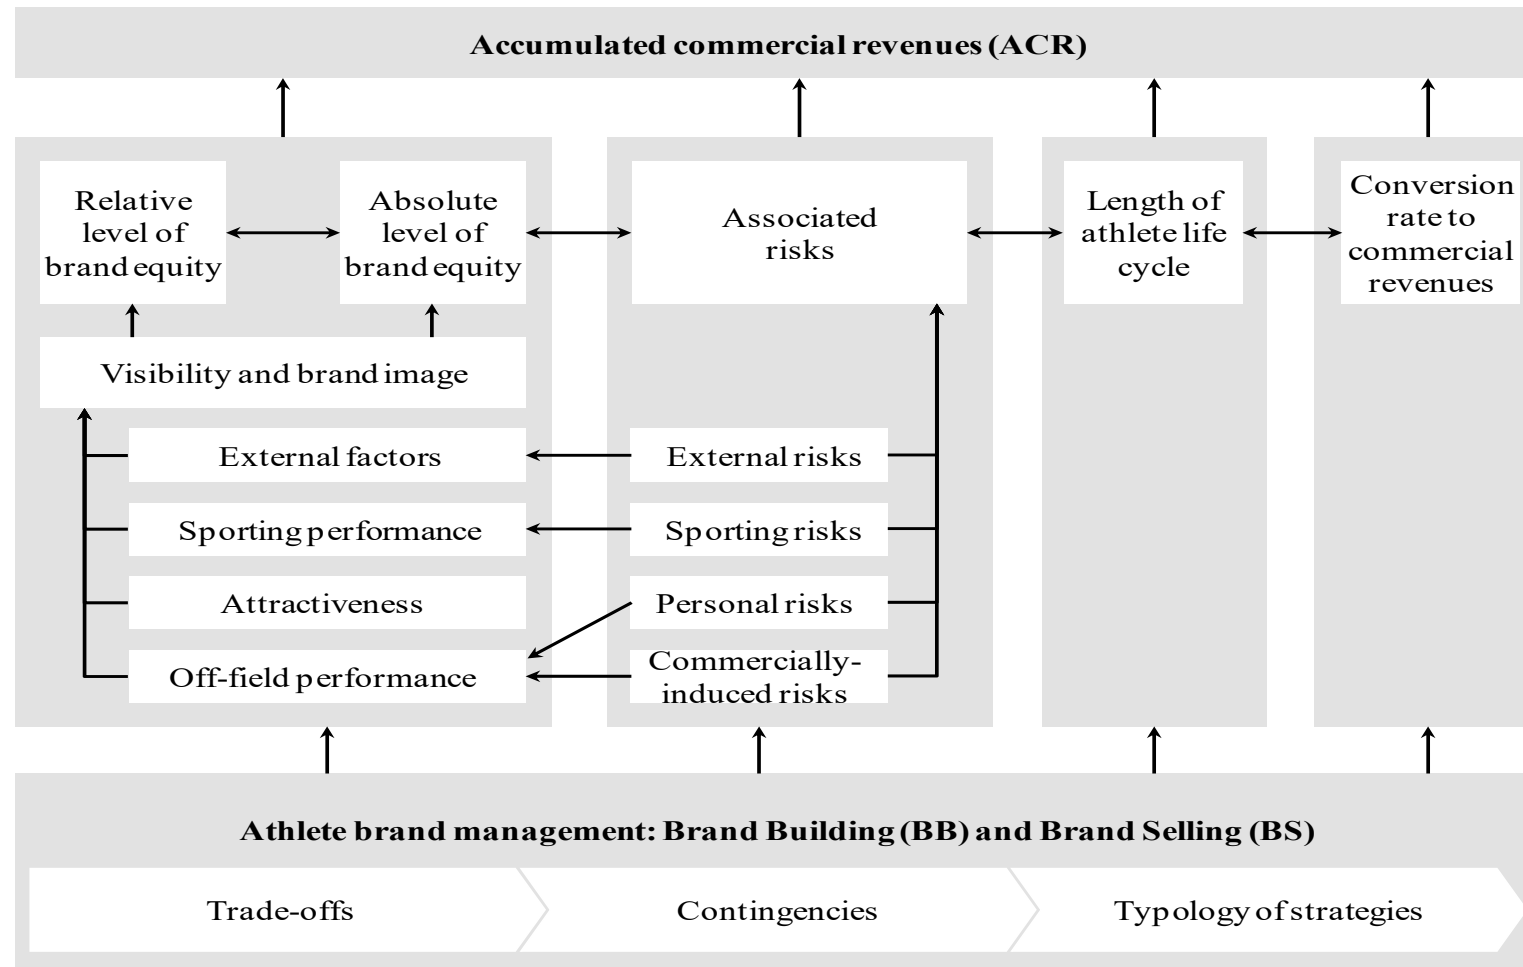 Accumulated commercial revenues (ACR)
Relative
level of
brand equity
Absolute
level of
brand equity
Associated
risks
Length of
athlete life
cycle
Conversion
rate to
commercial
revenues
Visibility and brand image
External factors
External risks
Sporting performance
Sporting risks
Attractiveness
Personal risks
Off-field performance
Commercially-
induced risks
Athlete brand management: Brand Building (BB) and Brand Selling (BS)
Trade-offs
Contingencies
Typology of strategies